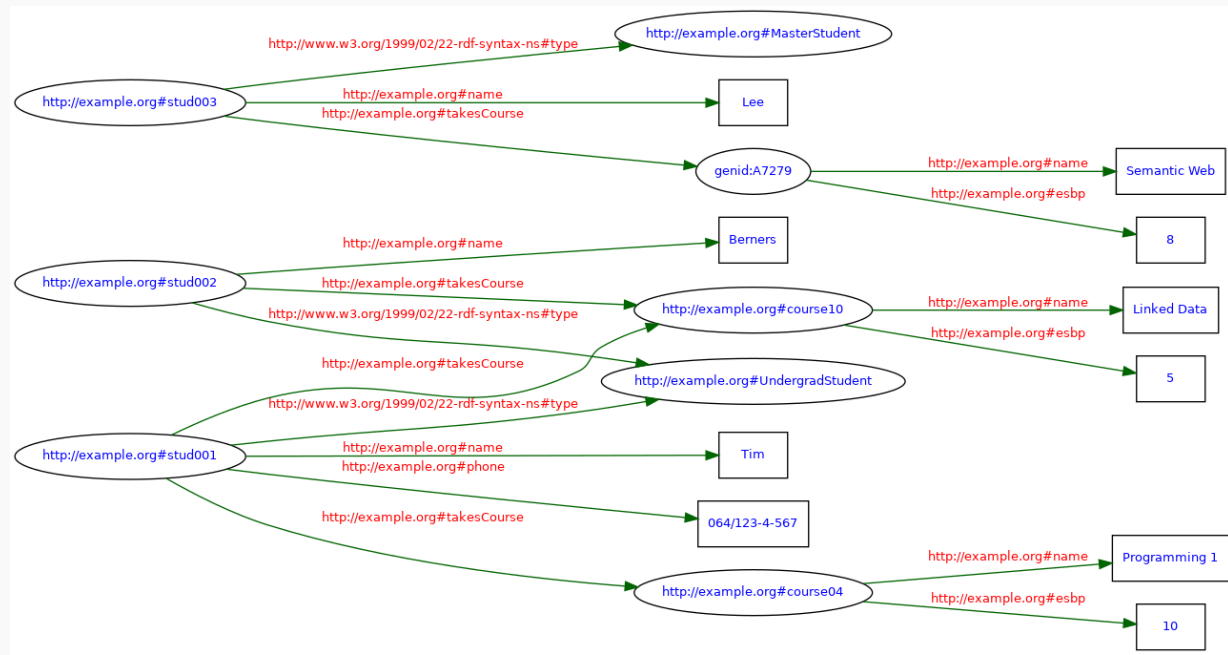 http://example.org#MasterStudent
http://www.w3.org/1999/02/22-rdf-syntax-ns#type
http://example.org#stud003
http://example.org#name
Lee
http://example.org#takesCourse
genid:A7279
http://example.org#name
Semantic Web
http://example.org#esbp
8
http://example.org#name
Berners
http://example.org#stud002
http://example.org#takesCourse
http://www.w3.org/1999/02/22-rdf-syntax-ns#type
http://example.org#course10
http://example.org#name
Linked Data
http://example.org#esbp
5
http://example.org#takesCourse
http://example.org#UndergradStudent
http://www.w3.org/1999/02/22-rdf-syntax-ns#type
http://example.org#stud001
http://example.org#name
Tim
http://example.org#phone
064/123-4-567
http://example.org#takesCourse
http://example.org#course04
http://example.org#name
Programming 1
http://example.org#esbp
10